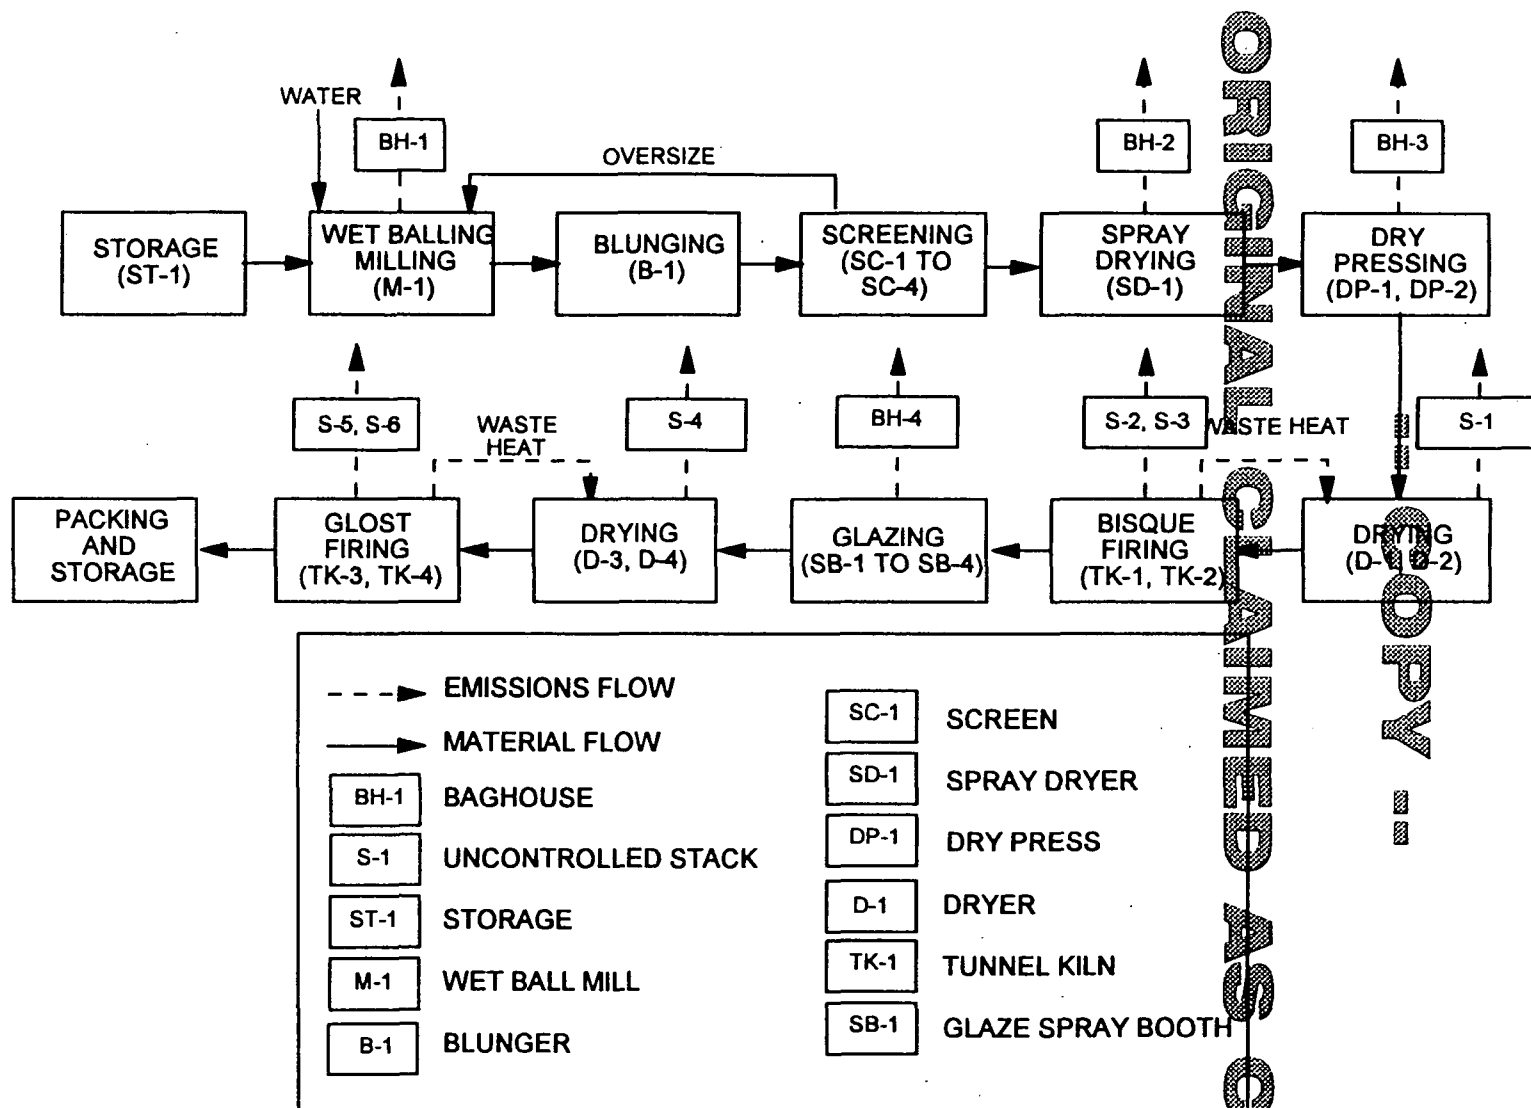 WATER
BH-1
OVERSIZE
BH-2
BH-3
STORAGE
(ST-1)
WET BALLING
MILLING
(M-1)
BLUNGING
(B-1)
SCREENING
(SC-1 TO
SC-4)
SPRAY
DRYING
(SD-1)
DRY
PRESSING
(DP-1, DP-2)
S-5, S-6
WASTE
HEAT
S-4
BH-4
S-2, S-3
WASTE HEAT
S-1
PACKING
AND
STORAGE
GLOST
FIRING
(TK-3, TK-4)
DRYING
(D-3, D-4)
GLAZING
(SB-1 TO SB-4)
BISQUE
FIRING
(TK-1, TK-2)
DRYING
(D-1, D-2)
EMISSIONS FLOW
MATERIAL FLOW
BH-1 BAGHOUSE
S-1 UNCONTROLLED STACK
ST-1 STORAGE
M-1 WET BALL MILL
B-1 BLUNGER
SC-1 SCREEN
SD-1 SPRAY DRYER
DP-1 DRY PRESS
D-1 DRYER
TK-1 TUNNEL KILN
SB-1 GLAZE SPRAY BOOTH
ORIGINAL CLAIMED AS C
:: COPY ::